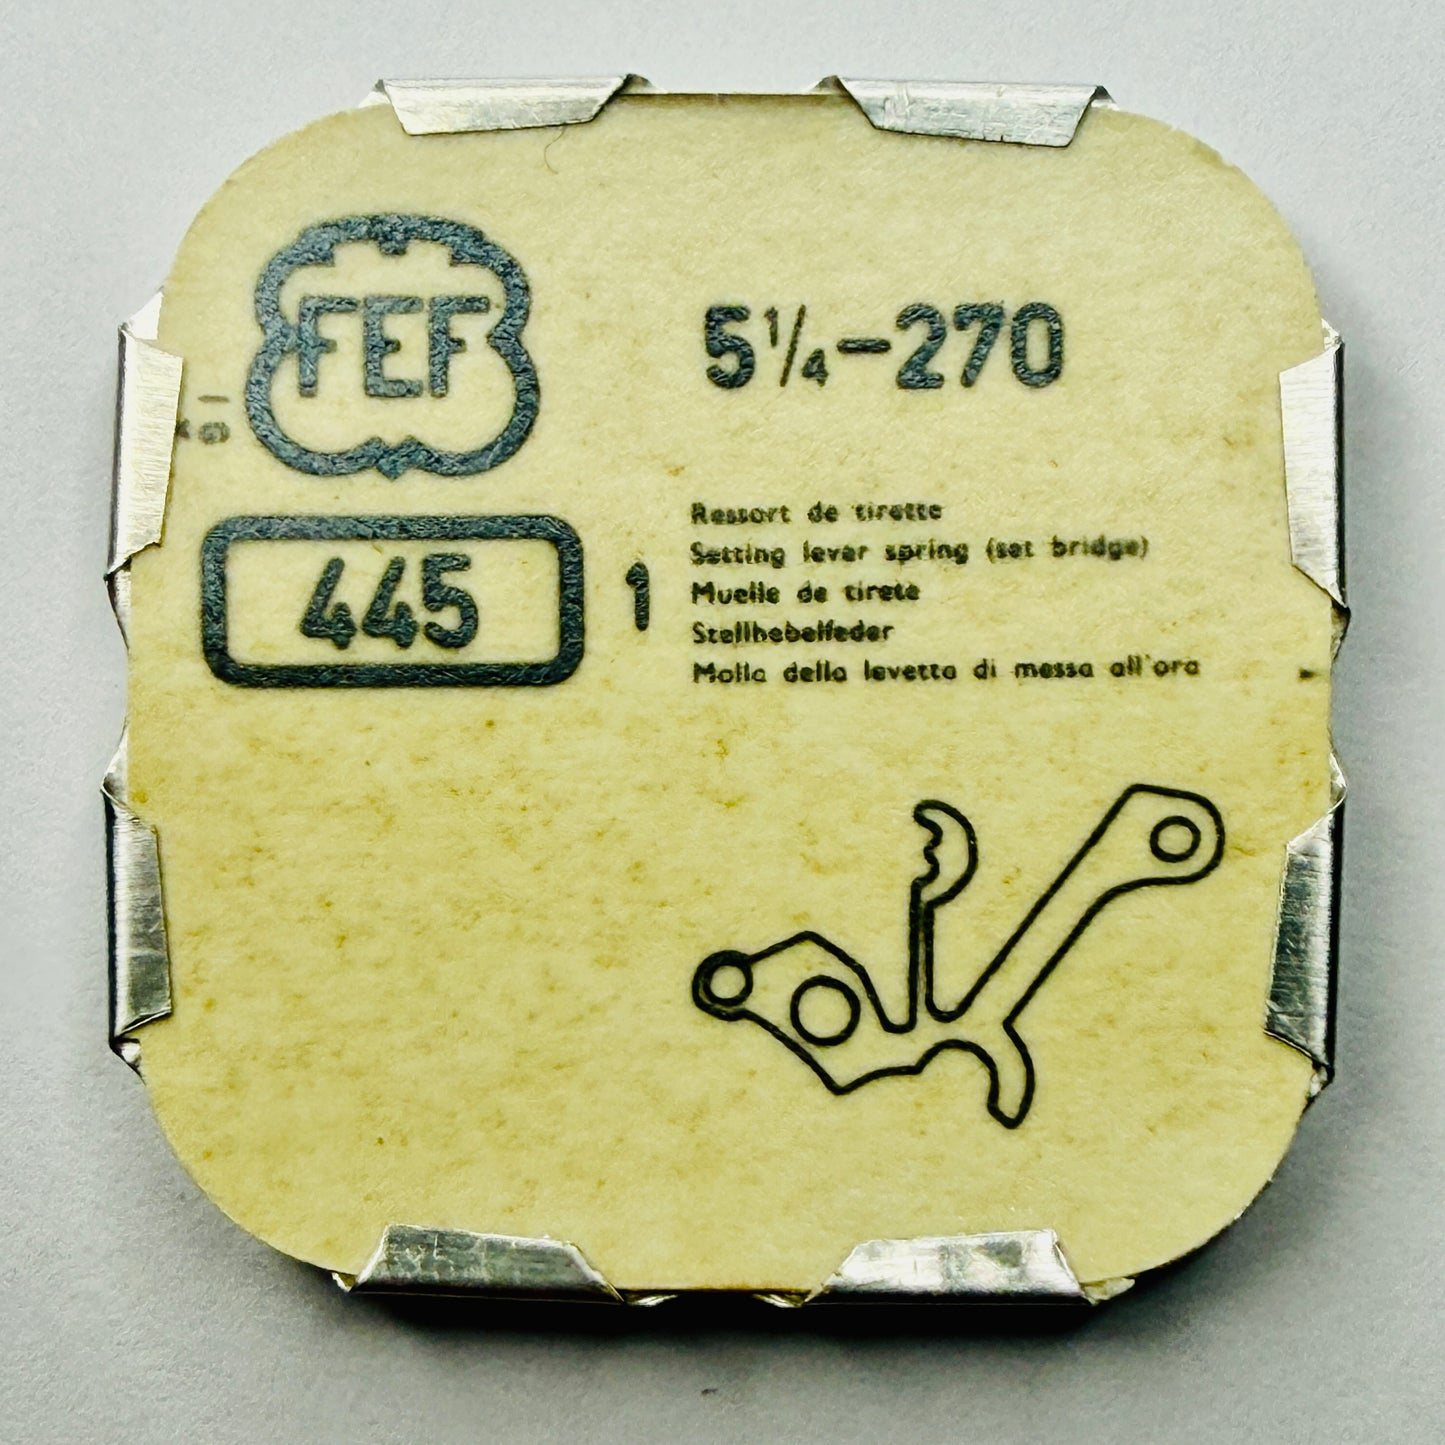 FEF
5¼-270
445
1
Ressort de tirette
Setting lever spring (set bridge)
Muelle de tirete
Stellhebelfeder
Molla della levetta di messa all'ora